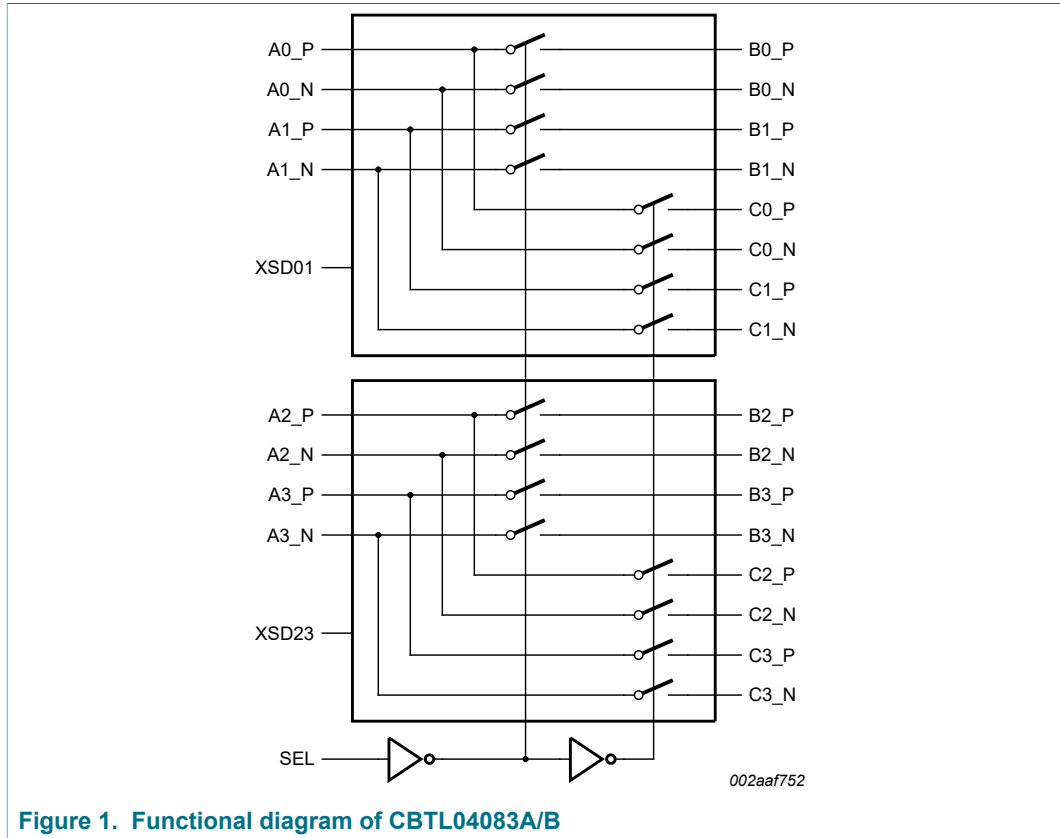 A0_P
B0_P
A0_N
B0_N
A1_P
B1_P
A1_N
B1_N
C0_P
C0_N
XSD01
C1_P
C1_N
A2_P
B2_P
A2_N
B2_N
A3_P
B3_P
A3_N
B3_N
C2_P
C2_N
XSD23
C3_P
C3_N
SEL
002aaf752
Figure 1. Functional diagram of CBTL04083A/B